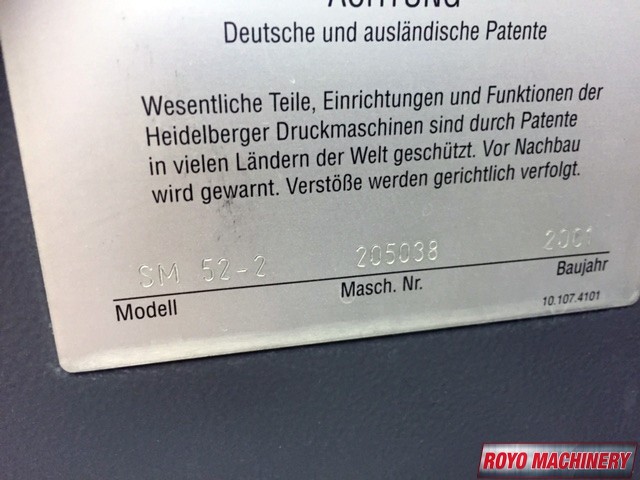 ACHTUNG
Deutsche und ausländische Patente
Wesentliche Teile, Einrichtungen und Funktionen der
Heidelberger Druckmaschinen sind durch Patente
in vielen Ländern der Welt geschützt. Vor Nachbau
wird gewarnt. Verstöße werden gerichtlich verfolgt.
SM 52-2 205038 2001
Modell Masch. Nr. Baujahr
10.107.4101
ROYO MACHINERY